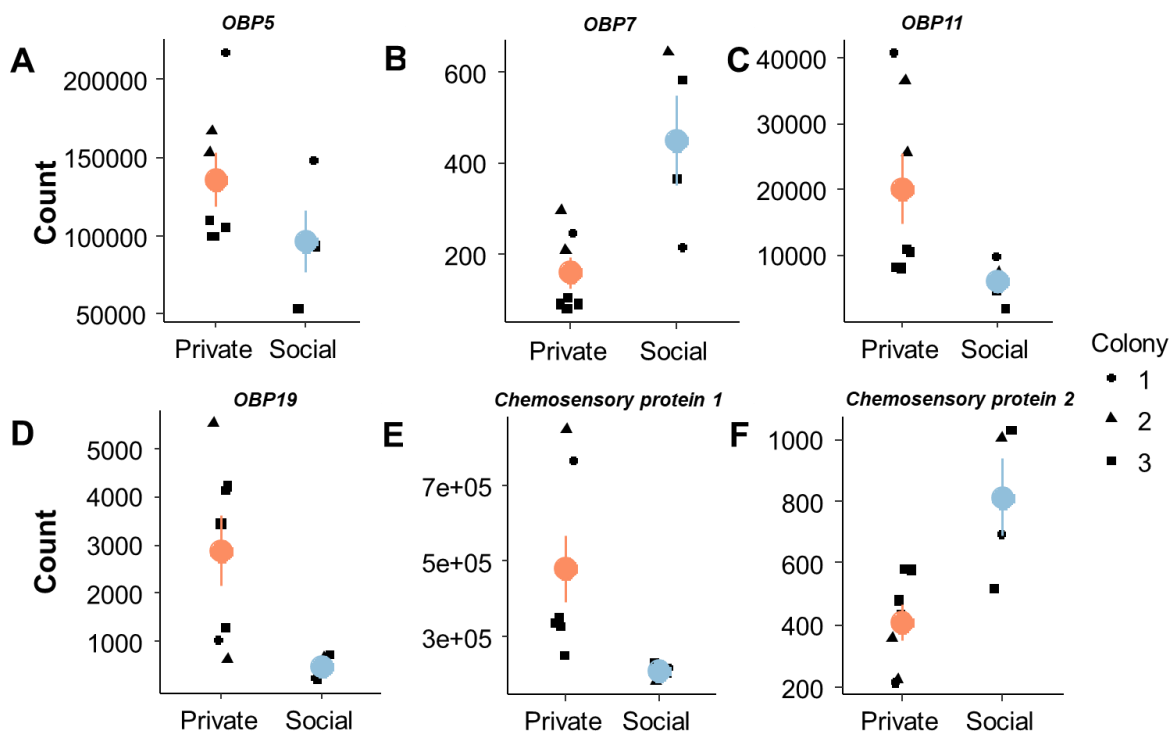 A
OBP5
Count
200000
150000
100000
50000
Private Social
B
OBP7
600
400
200
Private Social
C
OBP11
40000
30000
20000
10000
Private Social
D
OBP19
Count
5000
4000
3000
2000
1000
Private Social
E
Chemosensory protein 1
7e+05
5e+05
3e+05
Private Social
F
Chemosensory protein 2
1000
800
600
400
200
Private Social
Colony
1
2
3